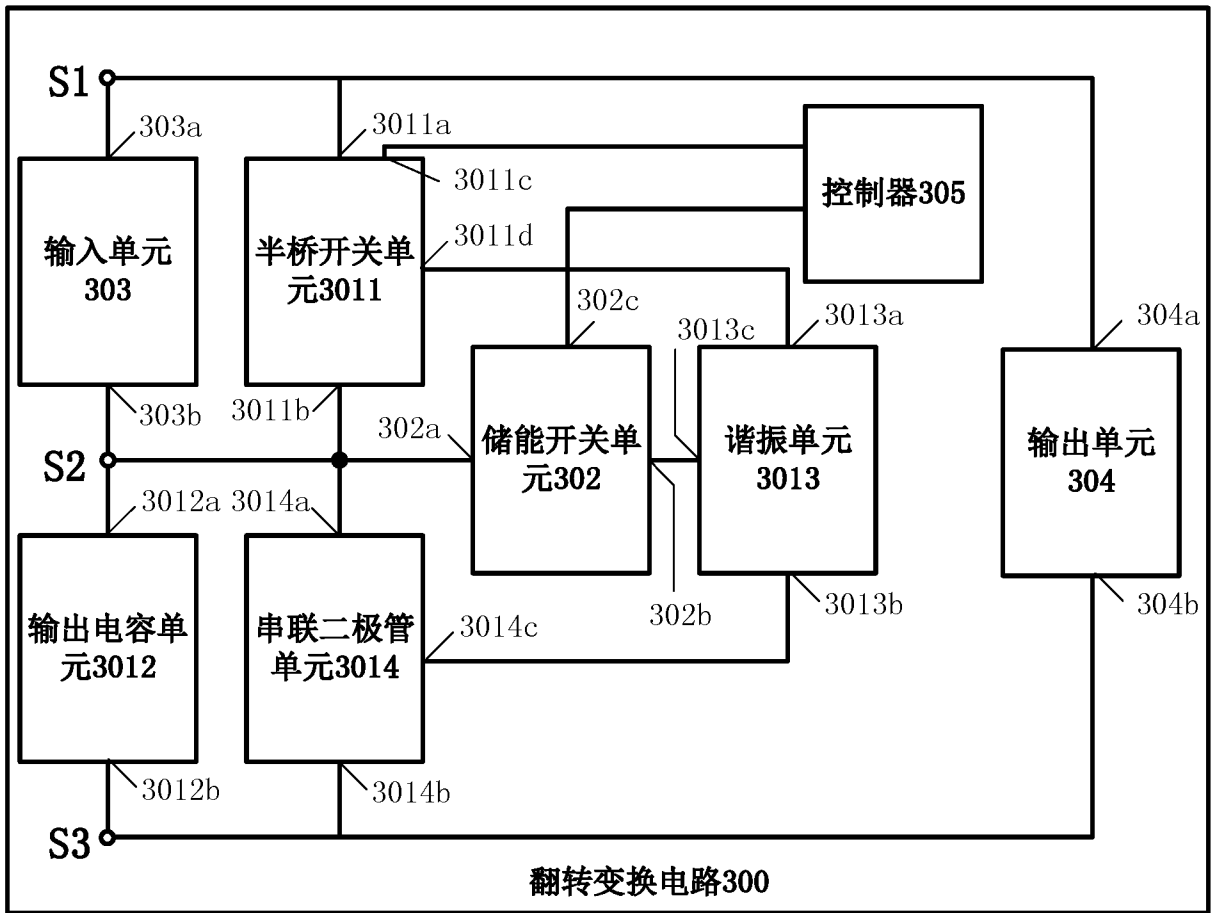 S1
303a
3011a
3011c
控制器305
输入单元
303
半桥开关单
元3011
3011d
302c
3013c
3013a
304a
303b
3011b
302a
储能开关单
元302
谐振单元
3013
输出单元
304
S2
3012a
3014a
302b
3013b
304b
输出电容单
元3012
串联二极管
单元3014
3014c
3012b
3014b
S3
翻转变换电路300